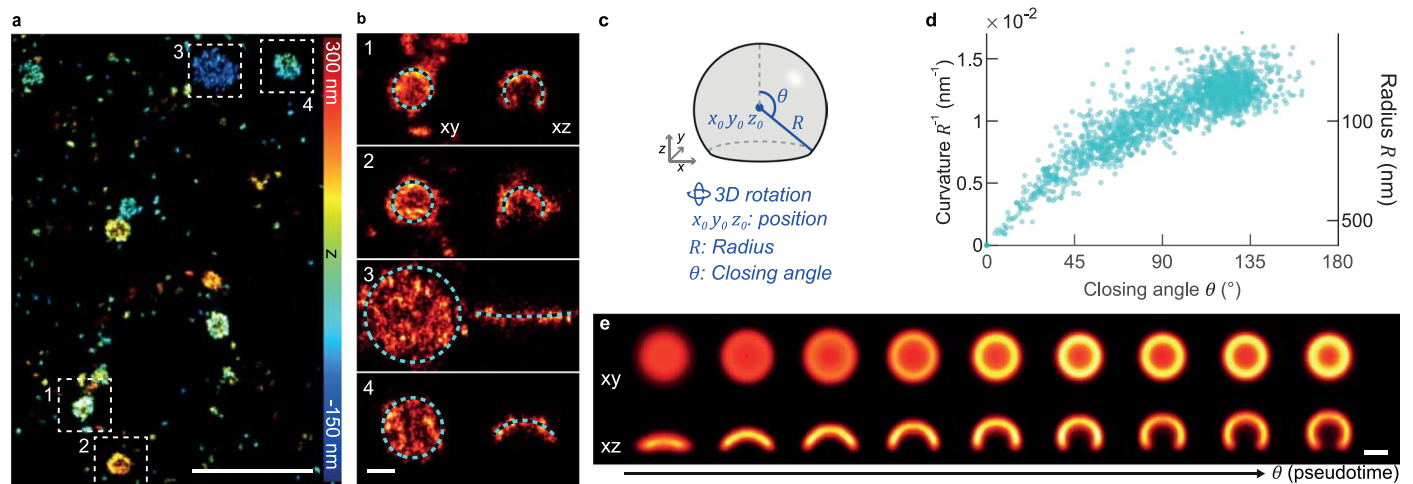 a
3
4
1
2
300 nm
z
-150 nm
b
1
xy
xz
2
3
4
c
θ
x₀ y₀ z₀
R
z
y
x
3D rotation
x₀ y₀ z₀: position
R: Radius
θ: Closing angle
d
× 10⁻²
1.5
1
0.5
0
Curvature R⁻¹ (nm⁻¹)
0 45 90 135 180
Closing angle θ (°)
100
500
Radius R (nm)
e
xy
xz
θ (pseudotime)